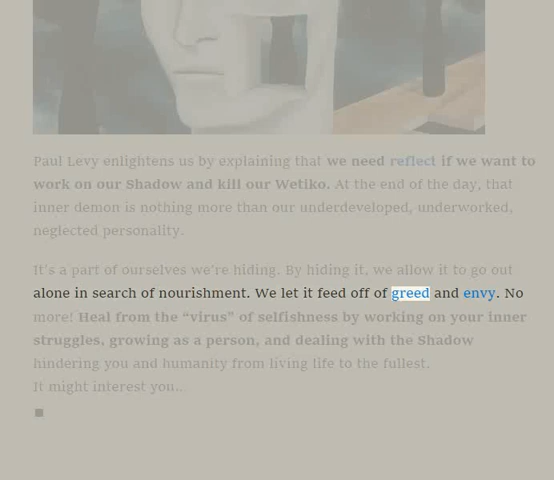 Paul Levy enlightens us by explaining that we need reflect if we want to
work on our Shadow and kill our Wetiko. At the end of the day, that
inner demon is nothing more than our underdeveloped, underworked,
neglected personality.
It's a part of ourselves we're hiding. By hiding it, we allow it to go out
alone in search of nourishment. We let it feed off of greed and envy. No
more! Heal from the “virus” of selfishness by working on your inner
struggles, growing as a person, and dealing with the Shadow
hindering you and humanity from living life to the fullest.
It might interest you...